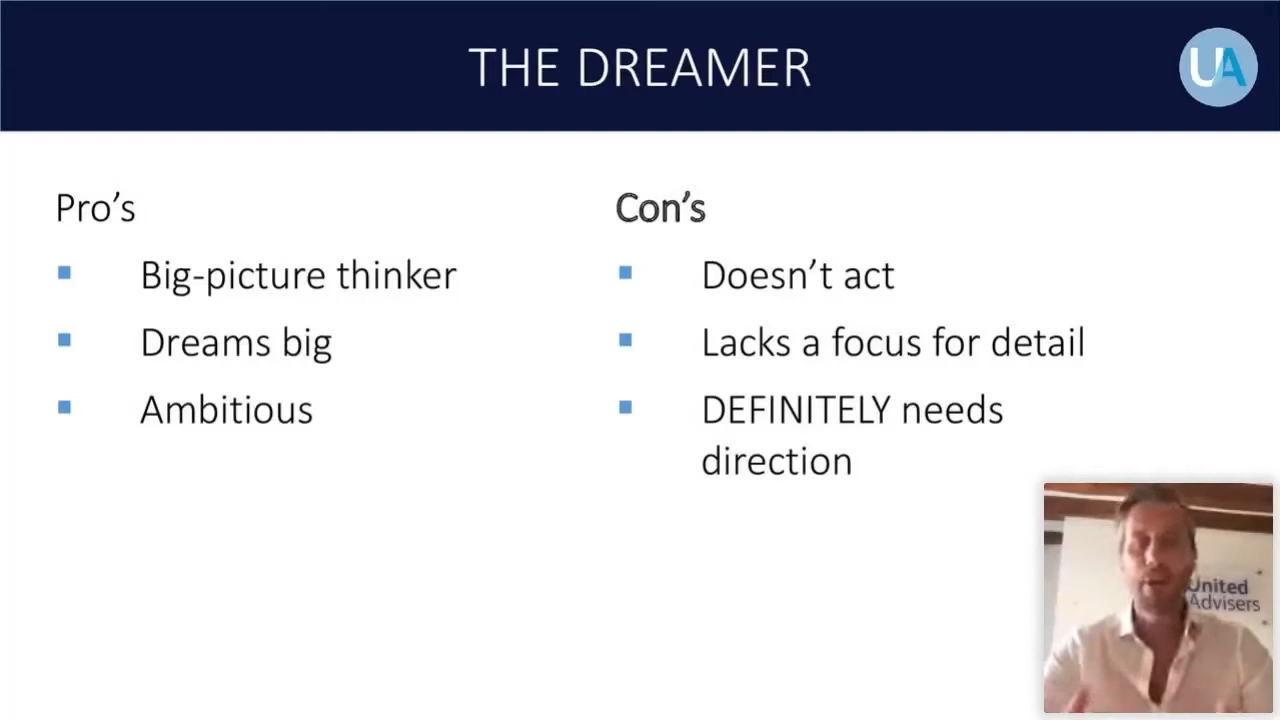 THE DREAMER
UA
Pro’s
Big-picture thinker
Dreams big
Ambitious
Con’s
Doesn’t act
Lacks a focus for detail
DEFINITELY needs
direction
United
Advisers